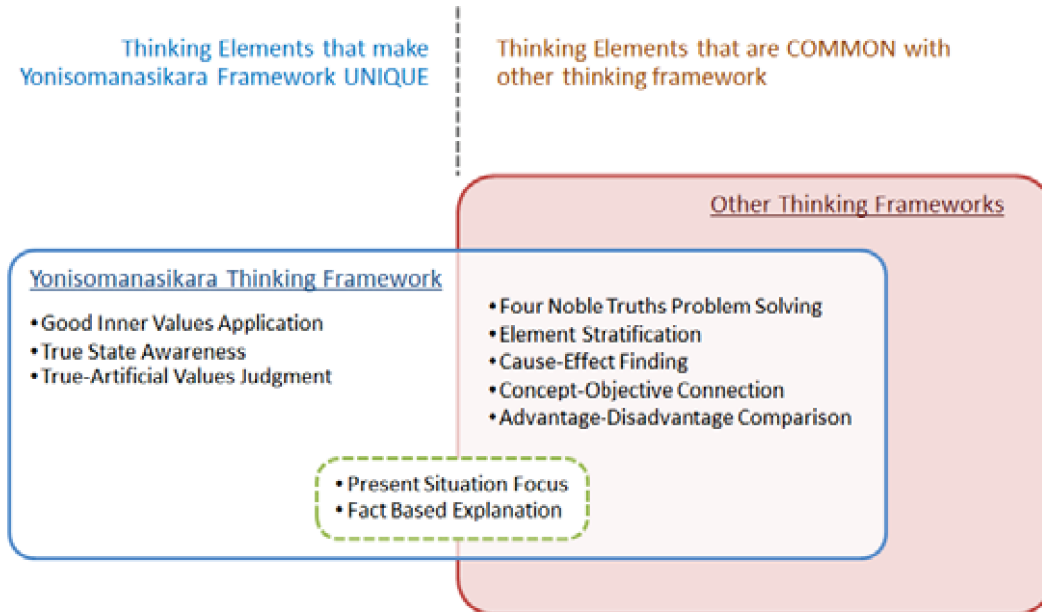 Thinking Elements that make
Yonisomanasikara Framework UNIQUE
Thinking Elements that are COMMON with
other thinking framework
Other Thinking Frameworks
Yonisomanasikara Thinking Framework
•Good Inner Values Application
•True State Awareness
•True-Artificial Values Judgment
•Four Noble Truths Problem Solving
•Element Stratification
•Cause-Effect Finding
•Concept-Objective Connection
•Advantage-Disadvantage Comparison
•Present Situation Focus
•Fact Based Explanation